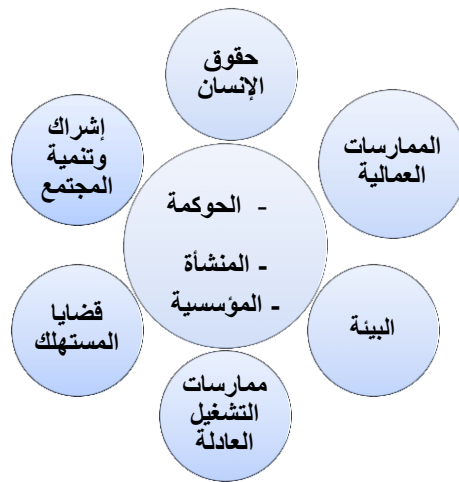 حقوق
الإنسان
الممارسات
العمالية
البيئة
ممارسات
التشغيل
العادلة
قضايا
المستهلك
إشراك
وتنمية
المجتمع
- الحوكمة
- المنشأة
- المؤسسية